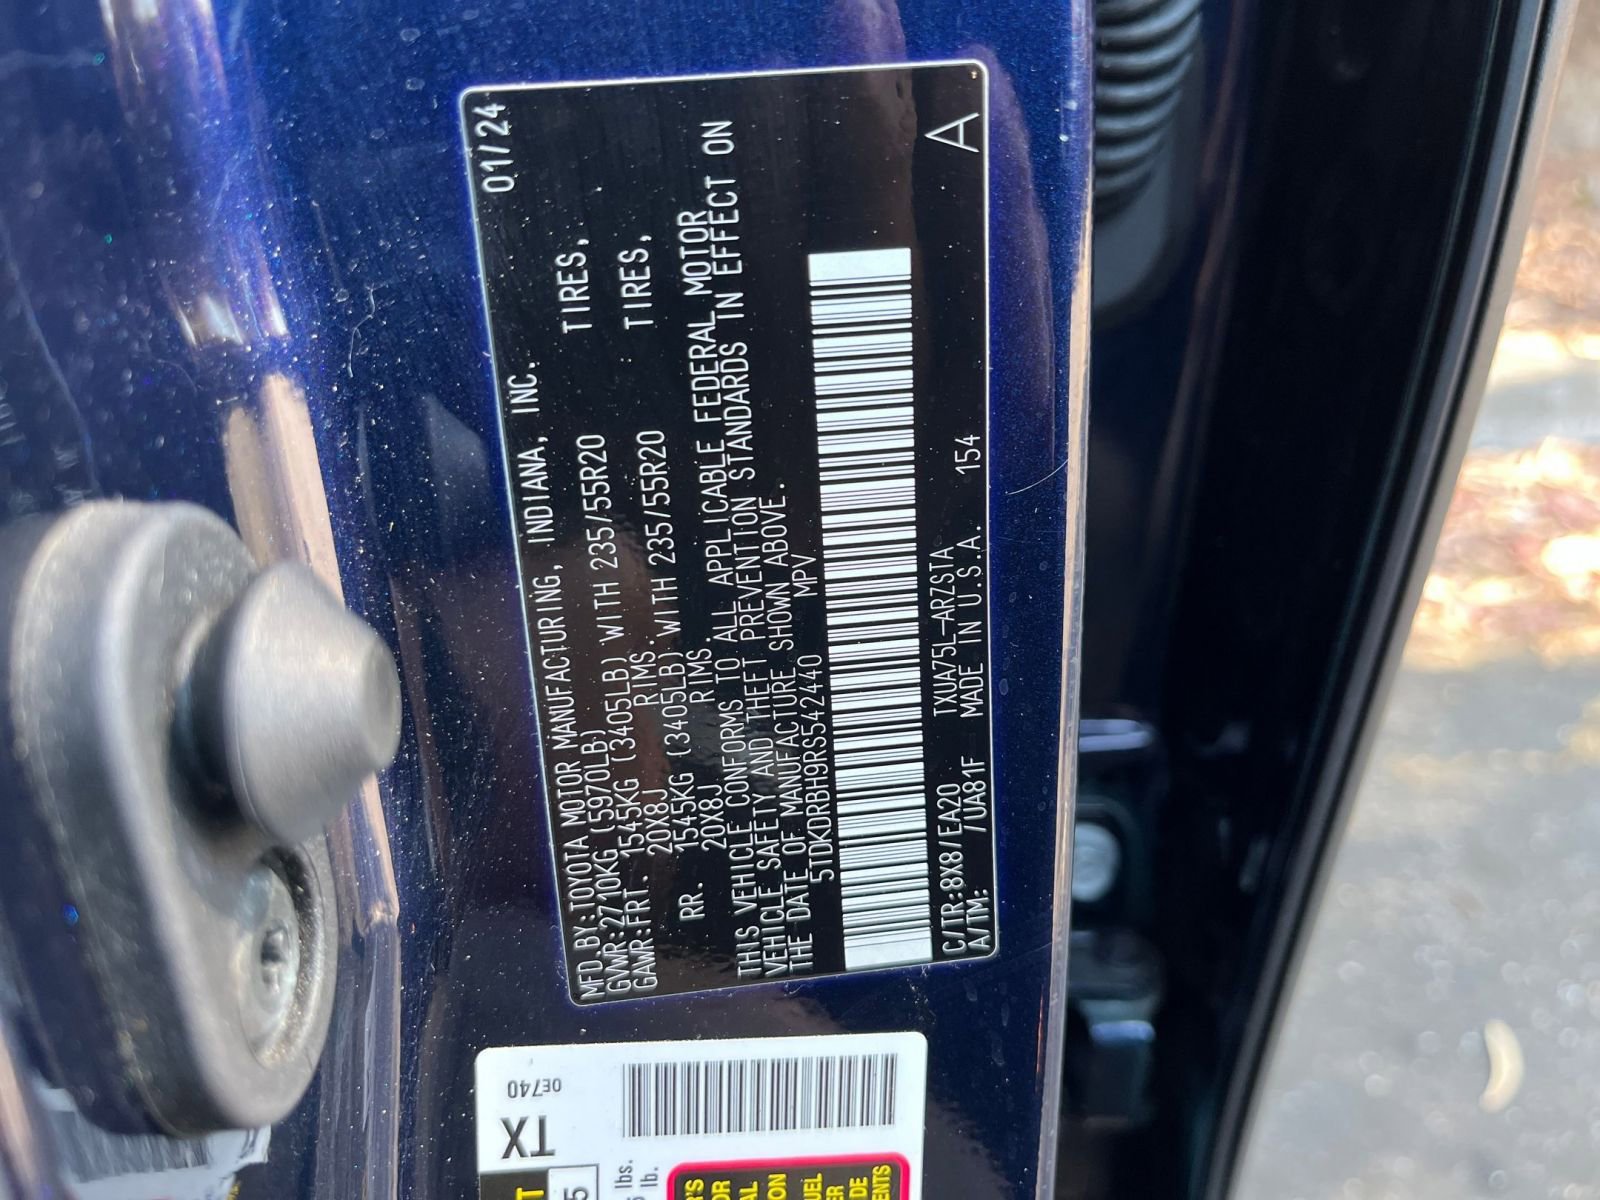 01/24
MFD.BY:TOYOTA MOTOR MANUFACTURING, INDIANA, INC.
GVWR:2710KG (5970LB)
GAWR:FRT. 1545KG (3405LB) WITH 235/55R20 TIRES,
20X8J RIMS.
RR. 1545KG (3405LB) WITH 235/55R20 TIRES,
20X8J RIMS.
THIS VEHICLE CONFORMS TO ALL APPLICABLE FEDERAL MOTOR
VEHICLE SAFETY AND THEFT PREVENTION STANDARDS IN EFFECT ON
THE DATE OF MANUFACTURE SHOWN ABOVE.
5TDKDRBH9RS542440 MPV
C/TR:8X8/EA20 TXUA75L-ARZSTA
A/TM: /UA81F MADE IN U.S.A. 154
A
TX
0E740
lbs.
lb.